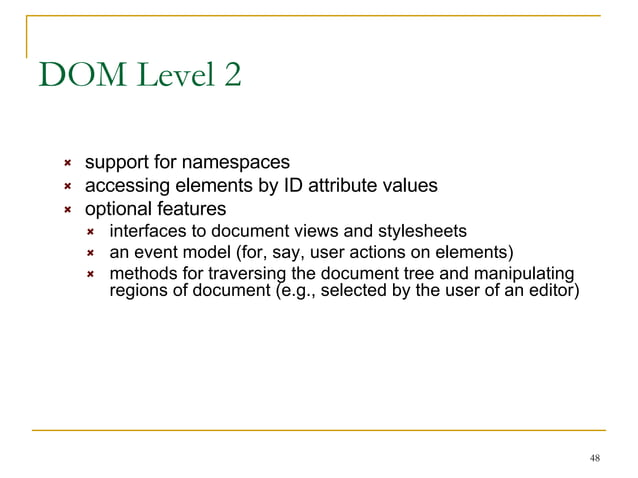 DOM Level 2
support for namespaces
accessing elements by ID attribute values
optional features
interfaces to document views and stylesheets
an event model (for, say, user actions on elements)
methods for traversing the document tree and manipulating
regions of document (e.g., selected by the user of an editor)
48